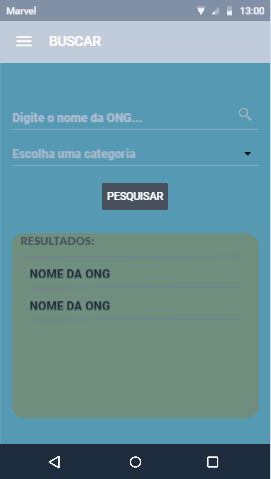 Marvel 13:00
BUSCAR
Digite o nome da ONG...
Escolha uma categoria
PESQUISAR
RESULTADOS:
NOME DA ONG
NOME DA ONG